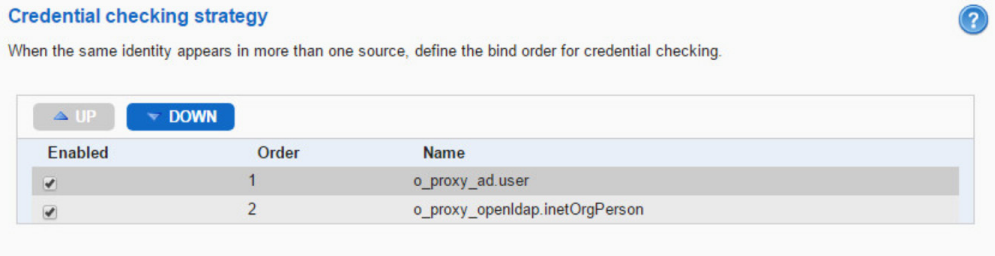 Credential checking strategy
?
When the same identity appears in more than one source, define the bind order for credential checking.
UP DOWN
Enabled Order Name
1 o_proxy_ad.user
2 o_proxy_openldap.inetOrgPerson